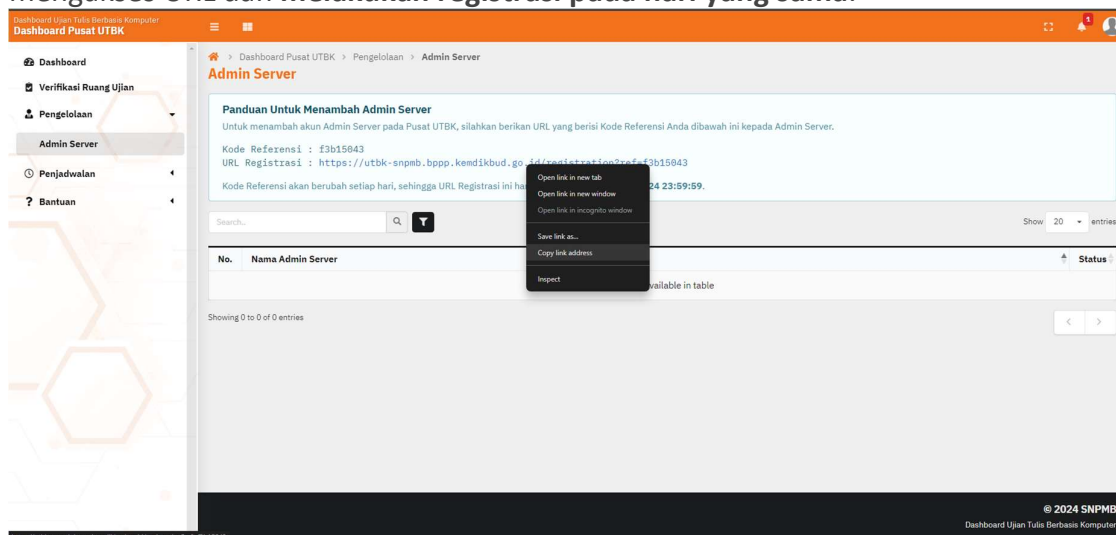 mengakses URL dan melakukan registrasi pada hari yang sama.
Dashboard Ujian Tulis Berbasis Komputer
Dashboard Pusat UTBK
1
Dashboard
Verifikasi Ruang Ujian
Pengelolaan
Admin Server
Penjadwalan
Bantuan
> Dashboard Pusat UTBK > Pengelolaan > Admin Server
Admin Server
Panduan Untuk Menambah Admin Server
Untuk menambah akun Admin Server pada Pusat UTBK, silahkan berikan URL yang berisi Kode Referensi Anda dibawah ini kepada Admin Server.
Kode Referensi : f3b15043
URL Registrasi : https://utbk-snpmb.bppp.kemdikbud.go.id/registration?ref=f3b15043
Kode Referensi akan berubah setiap hari, sehingga URL Registrasi ini 24 23:59:59.
Open link in new tab
Open link in new window
Open link in incognito window
Save link as...
Copy link address
Inspect
Search..
Show 20 entries
No. Nama Admin Server Status
in table
Showing 0 to 0 of 0 entries
< >
© 2024 SNPMB
Dashboard Ujian Tulis Berbasis Komputer